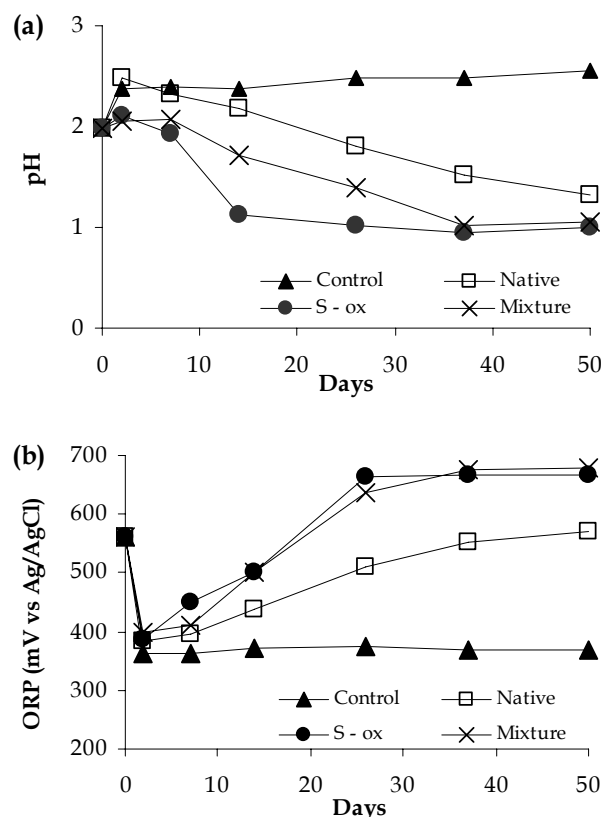 (a)
3
2
1
0
pH
Control
Native
S - ox
Mixture
0
10
20
30
40
50
Days
(b)
700
600
500
400
300
200
ORP (mV vs Ag/AgCl)
Control
Native
S - ox
Mixture
0
10
20
30
40
50
Days